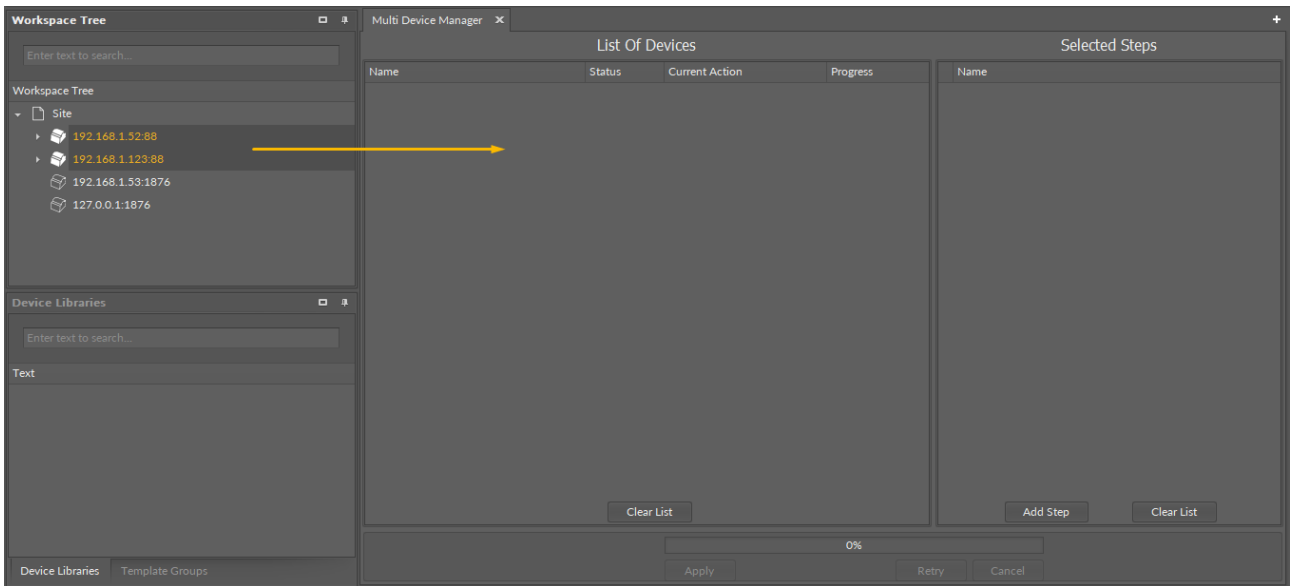 Workspace Tree
Enter text to search...
Workspace Tree
Site
192.168.1.52:88
192.168.1.123:88
192.168.1.53:1876
127.0.0.1:1876
Device Libraries
Enter text to search...
Text
Device Libraries Template Groups
Multi Device Manager
List Of Devices
Name Status Current Action Progress
Clear List
Selected Steps
Name
Add Step Clear List
0%
Apply Retry Cancel